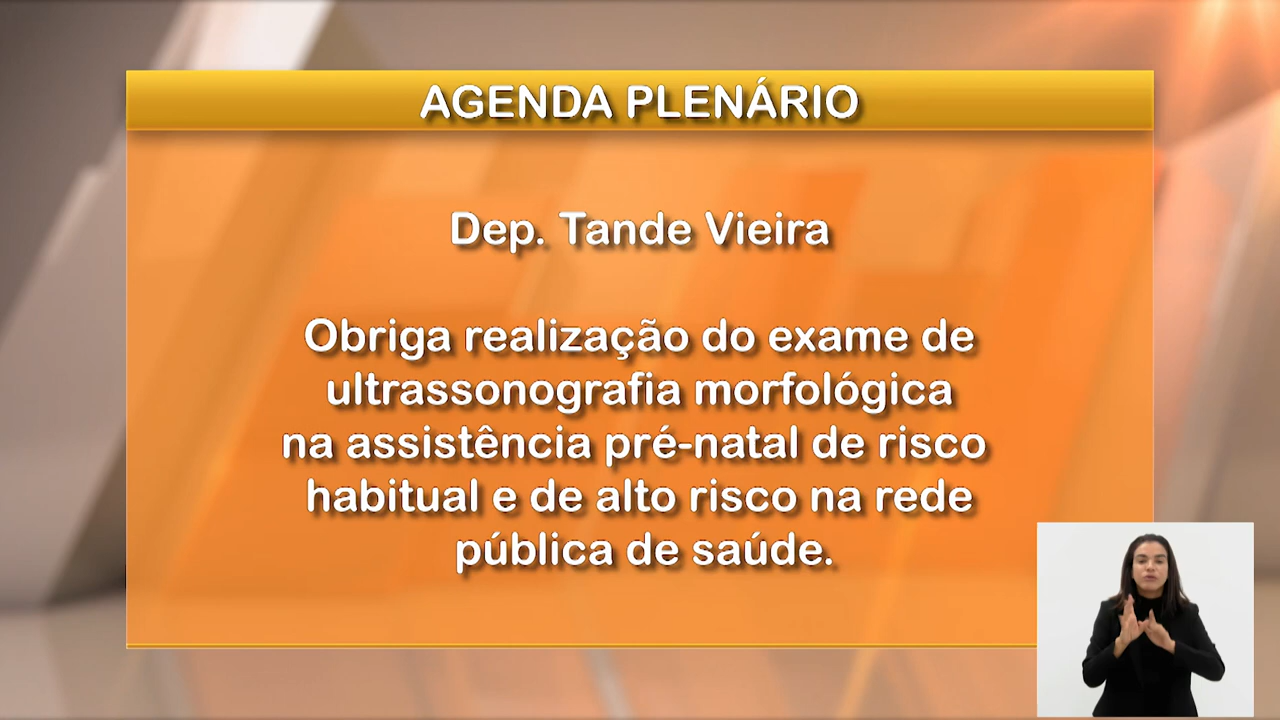 AGENDA PLENÁRIO
Dep. Tande Vieira
Obriga realização do exame de
ultrassonografia morfológica
na assistência pré-natal de risco
habitual e de alto risco na rede
pública de saúde.